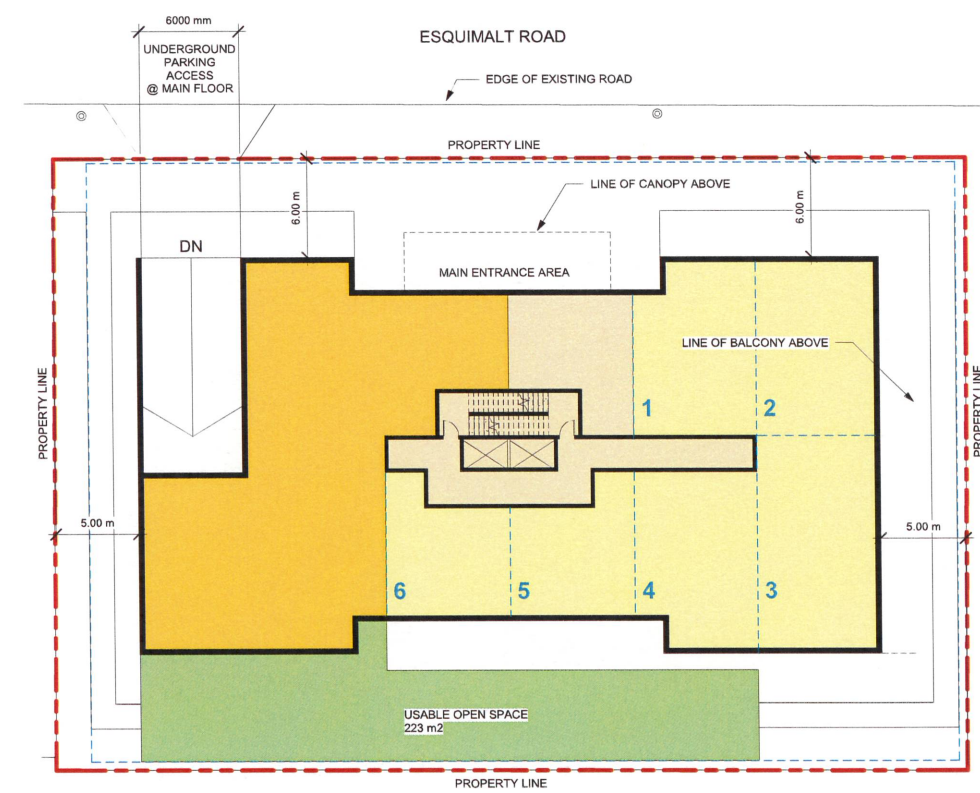 6000 mm
UNDERGROUND
PARKING
ACCESS
@ MAIN FLOOR
ESQUIMALT ROAD
EDGE OF EXISTING ROAD
PROPERTY LINE
LINE OF CANOPY ABOVE
6.00 m
6.00 m
DN
MAIN ENTRANCE AREA
LINE OF BALCONY ABOVE
PROPERTY LINE
PROPERTY LINE
1
2
5.00 m
5.00 m
6
5
4
3
USABLE OPEN SPACE
223 m2
PROPERTY LINE